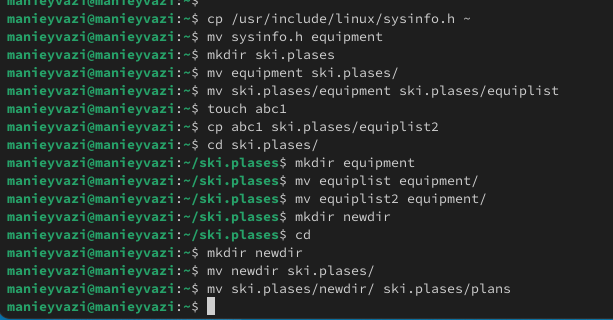 manieyvazi@manieyvazi:~$
manieyvazi@manieyvazi:~$ cp /usr/include/linux/sysinfo.h ~
manieyvazi@manieyvazi:~$ mv sysinfo.h equipment
manieyvazi@manieyvazi:~$ mkdir ski.plases
manieyvazi@manieyvazi:~$ mv equipment ski.plases/
manieyvazi@manieyvazi:~$ mv ski.plases/equipment ski.plases/equiplist
manieyvazi@manieyvazi:~$ touch abc1
manieyvazi@manieyvazi:~$ cp abc1 ski.plases/equiplist2
manieyvazi@manieyvazi:~$ cd ski.plases/
manieyvazi@manieyvazi:~/ski.plases$ mkdir equipment
manieyvazi@manieyvazi:~/ski.plases$ mv equiplist equipment/
manieyvazi@manieyvazi:~/ski.plases$ mv equiplist2 equipment/
manieyvazi@manieyvazi:~/ski.plases$ mkdir newdir
manieyvazi@manieyvazi:~/ski.plases$ cd
manieyvazi@manieyvazi:~$ mkdir newdir
manieyvazi@manieyvazi:~$ mv newdir ski.plases/
manieyvazi@manieyvazi:~$ mv ski.plases/newdir/ ski.plases/plans
manieyvazi@manieyvazi:~$